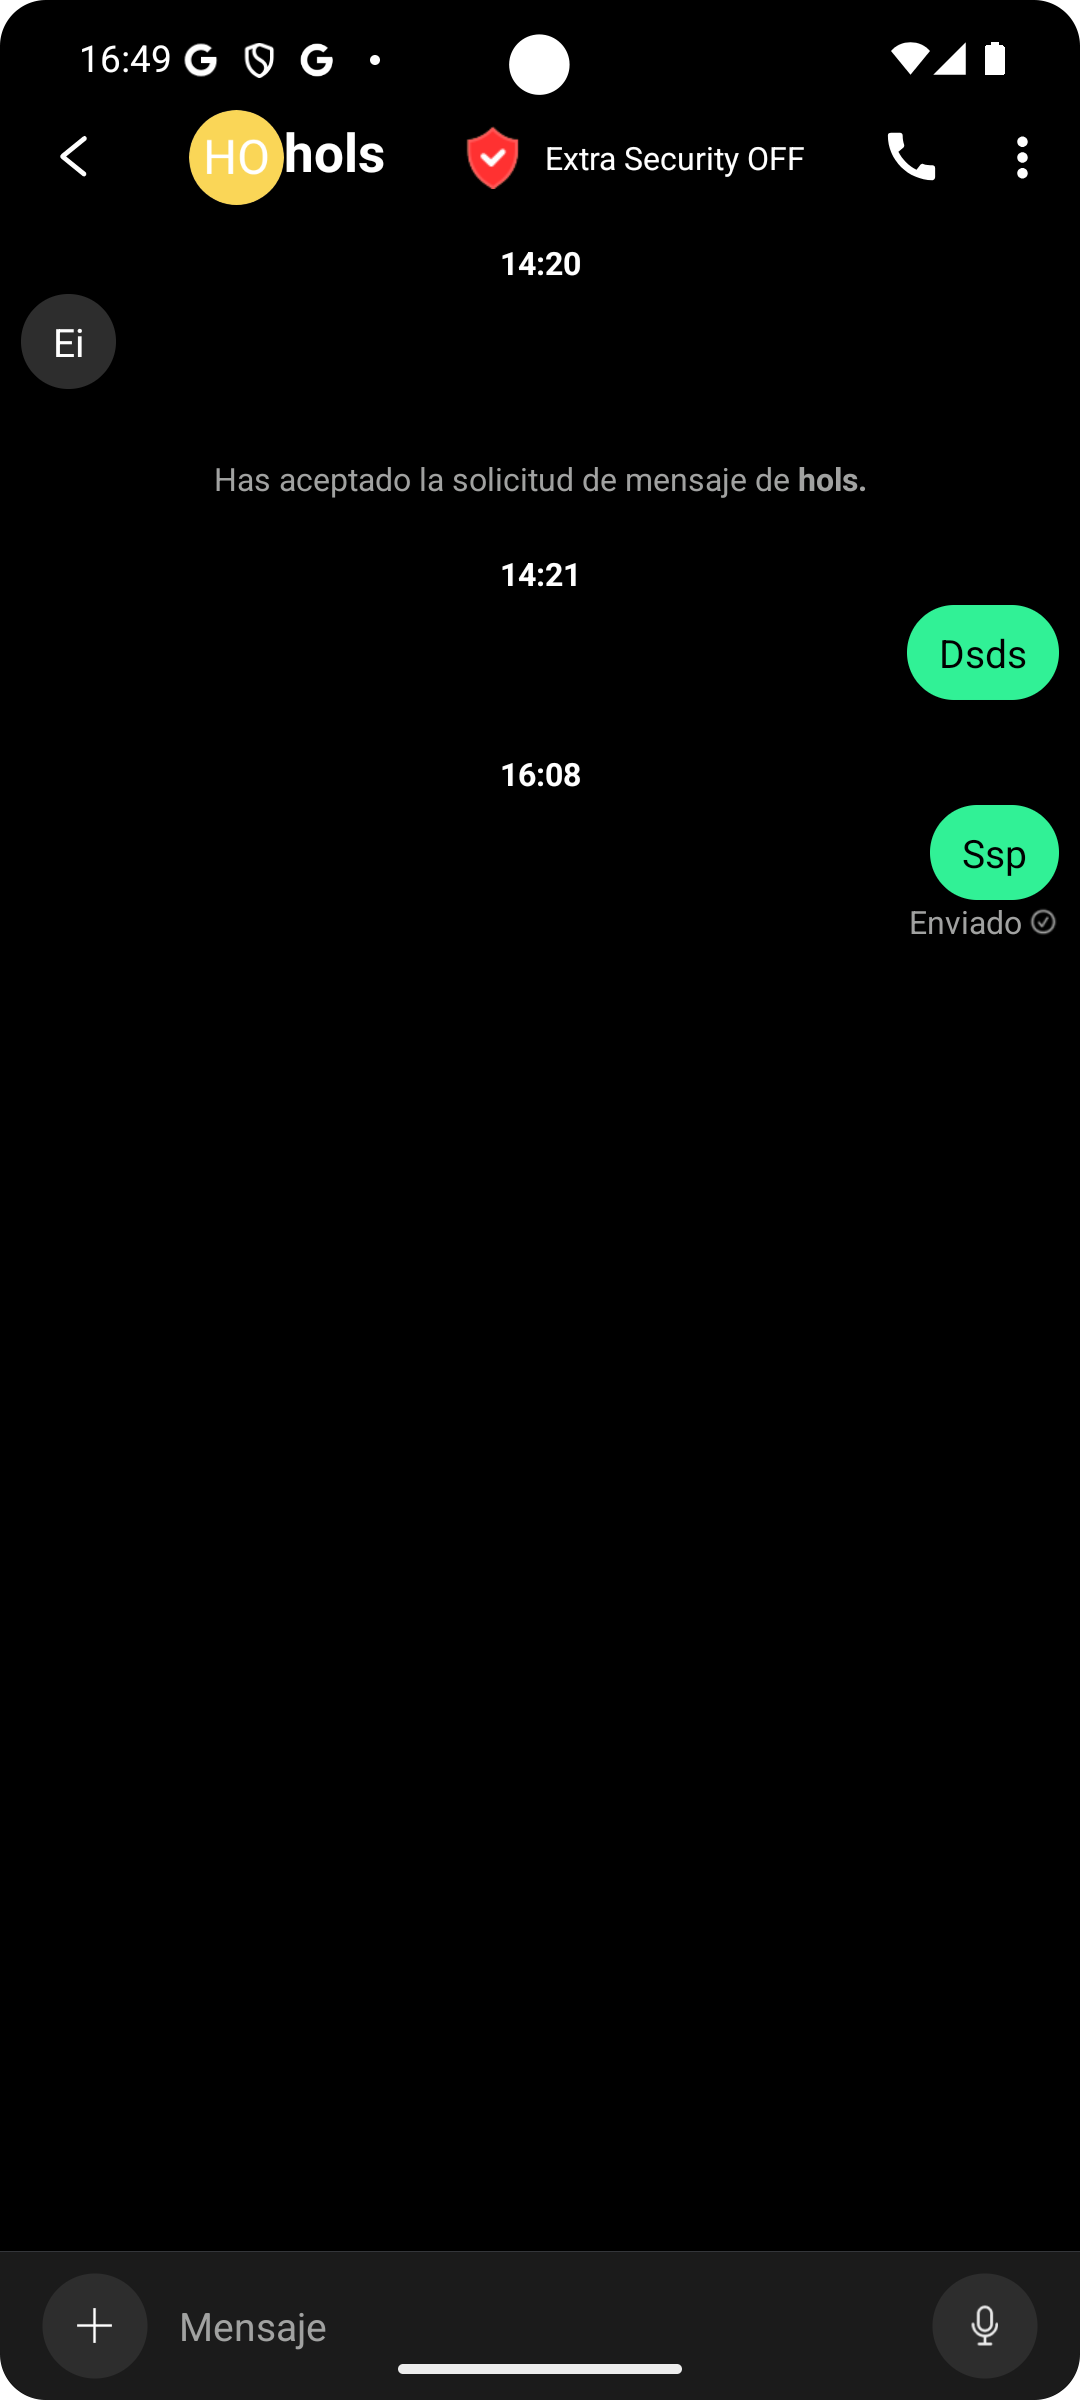 16:49
HO hols Extra Security OFF
14:20
Ei
Has aceptado la solicitud de mensaje de hols.
14:21
Dsds
16:08
Ssp
Enviado
Mensaje